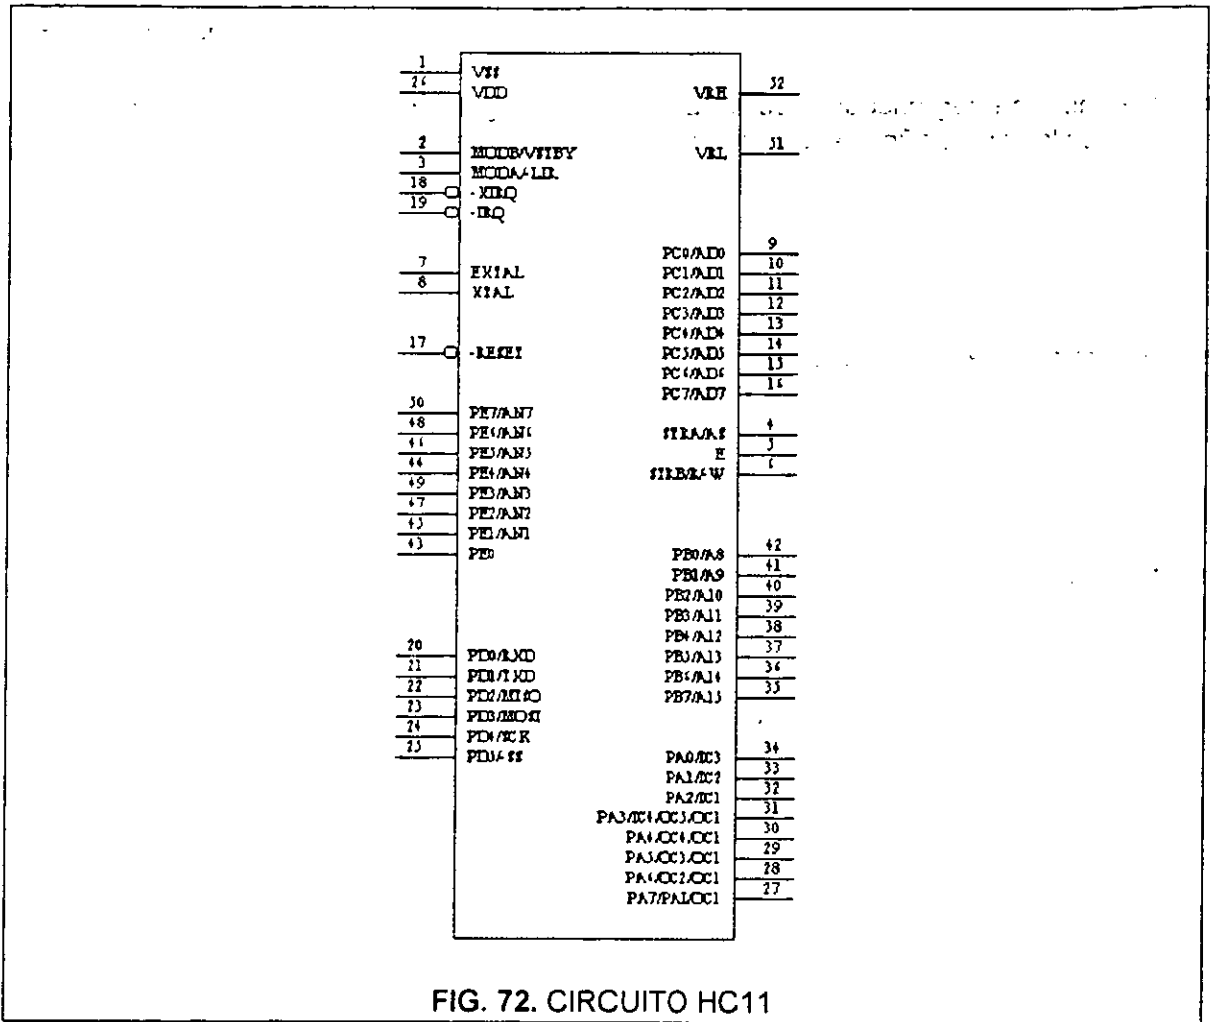 1 VSS
26 VDD
VRH 52
2 MODB/VSTBY
VRL 51
3 MODA/-LIR
18 -XIRQ
19 -IRQ
PC0/AD0 9
7 EXTAL
PC1/AD1 10
8 XTAL
PC2/AD2 11
PC3/AD3 12
PC4/AD4 13
17 -RESET
PC5/AD5 14
PC6/AD6 15
PC7/AD7 16
50 PE7/AN7
48 PE6/AN6
STRA/AS 4
46 PE5/AN5
E 5
44 PE4/AN4
STRB/R/-W 6
49 PE3/AN3
47 PE2/AN2
45 PE1/AN1
43 PE0
PB0/A8 42
PB1/A9 41
PB2/A10 40
PB3/A11 39
PB4/A12 38
20 PD0/RXD
PB5/A13 37
21 PD1/TXD
PB6/A14 36
22 PD2/MISO
PB7/A15 35
23 PD3/MOSI
24 PD4/SCK
25 PD5/-SS
PA0/IC3 34
PA1/IC2 33
PA2/IC1 32
PA3/IC4/OC5/OC1 31
PA4/OC4/OC1 30
PA5/OC3/OC1 29
PA6/OC2/OC1 28
PA7/PAI/OC1 27
FIG. 72. CIRCUITO HC11